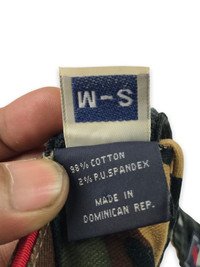 S-M
98% COTTON
2% P.U. SPANDEX
MADE IN
DOMINICAN REP.